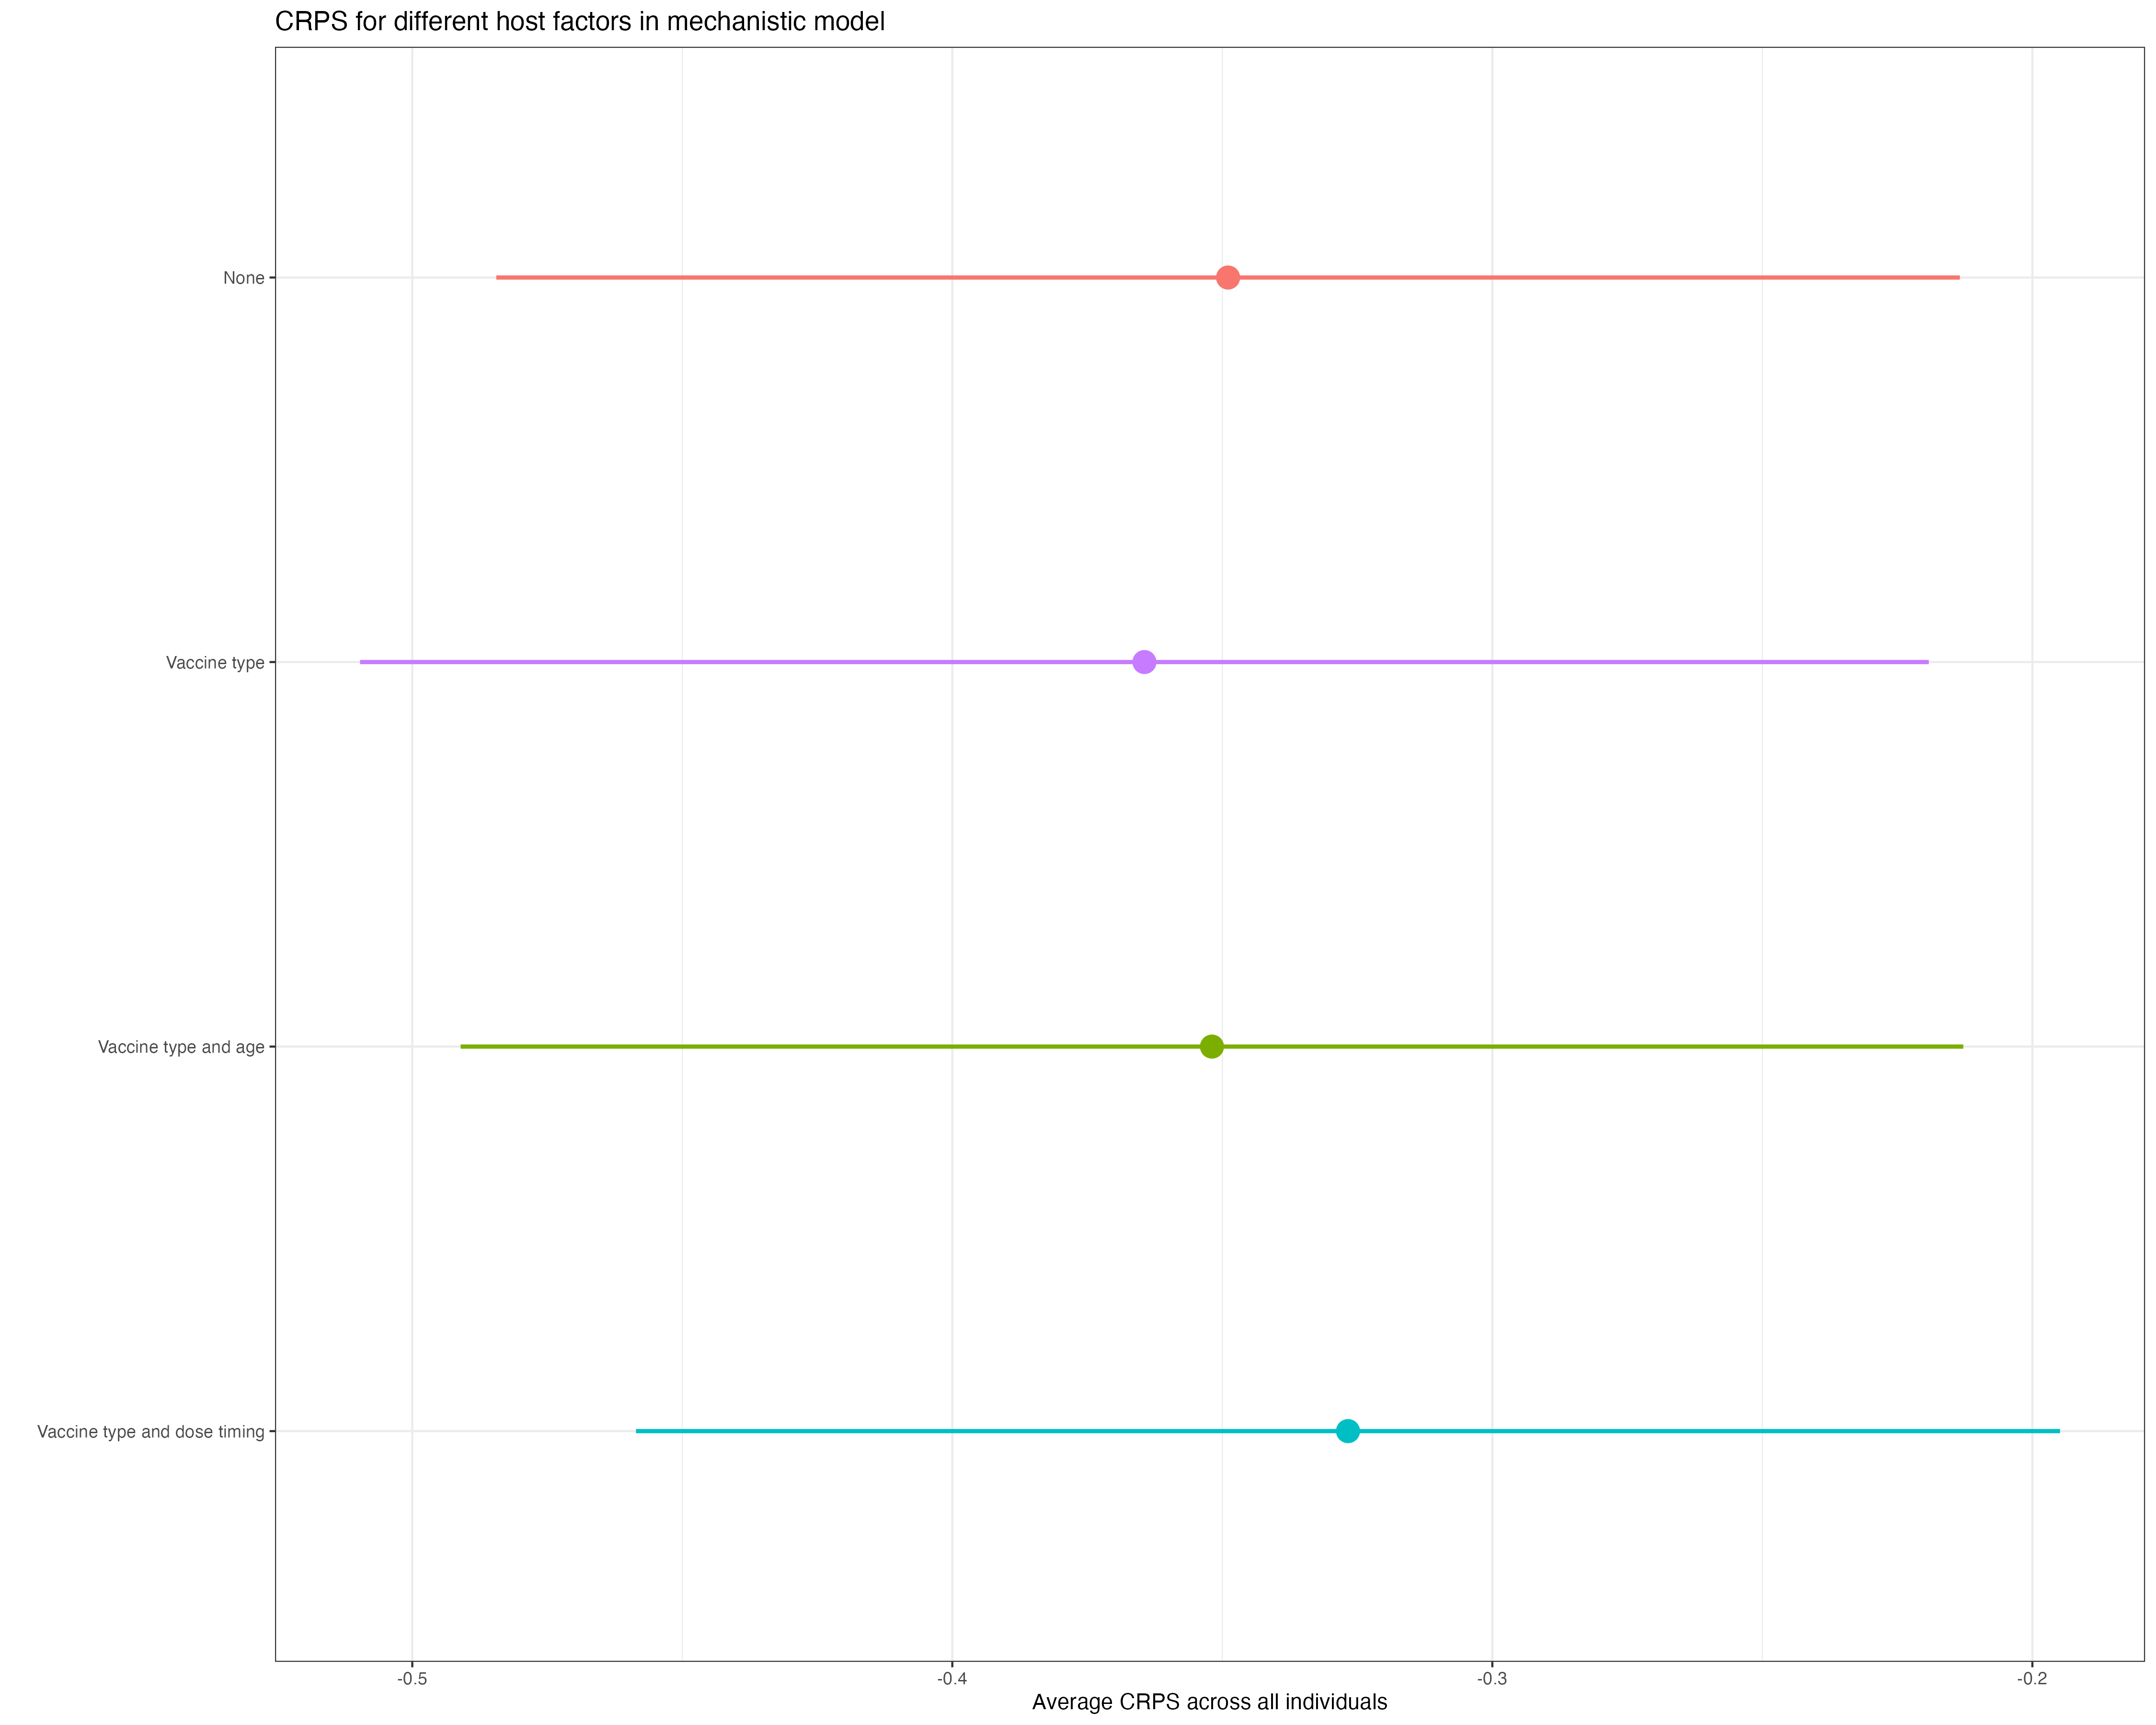 CRPS for different host factors in mechanistic model
None
Vaccine type
Vaccine type and age
Vaccine type and dose timing
-0.5 -0.4 -0.3 -0.2
Average CRPS across all individuals